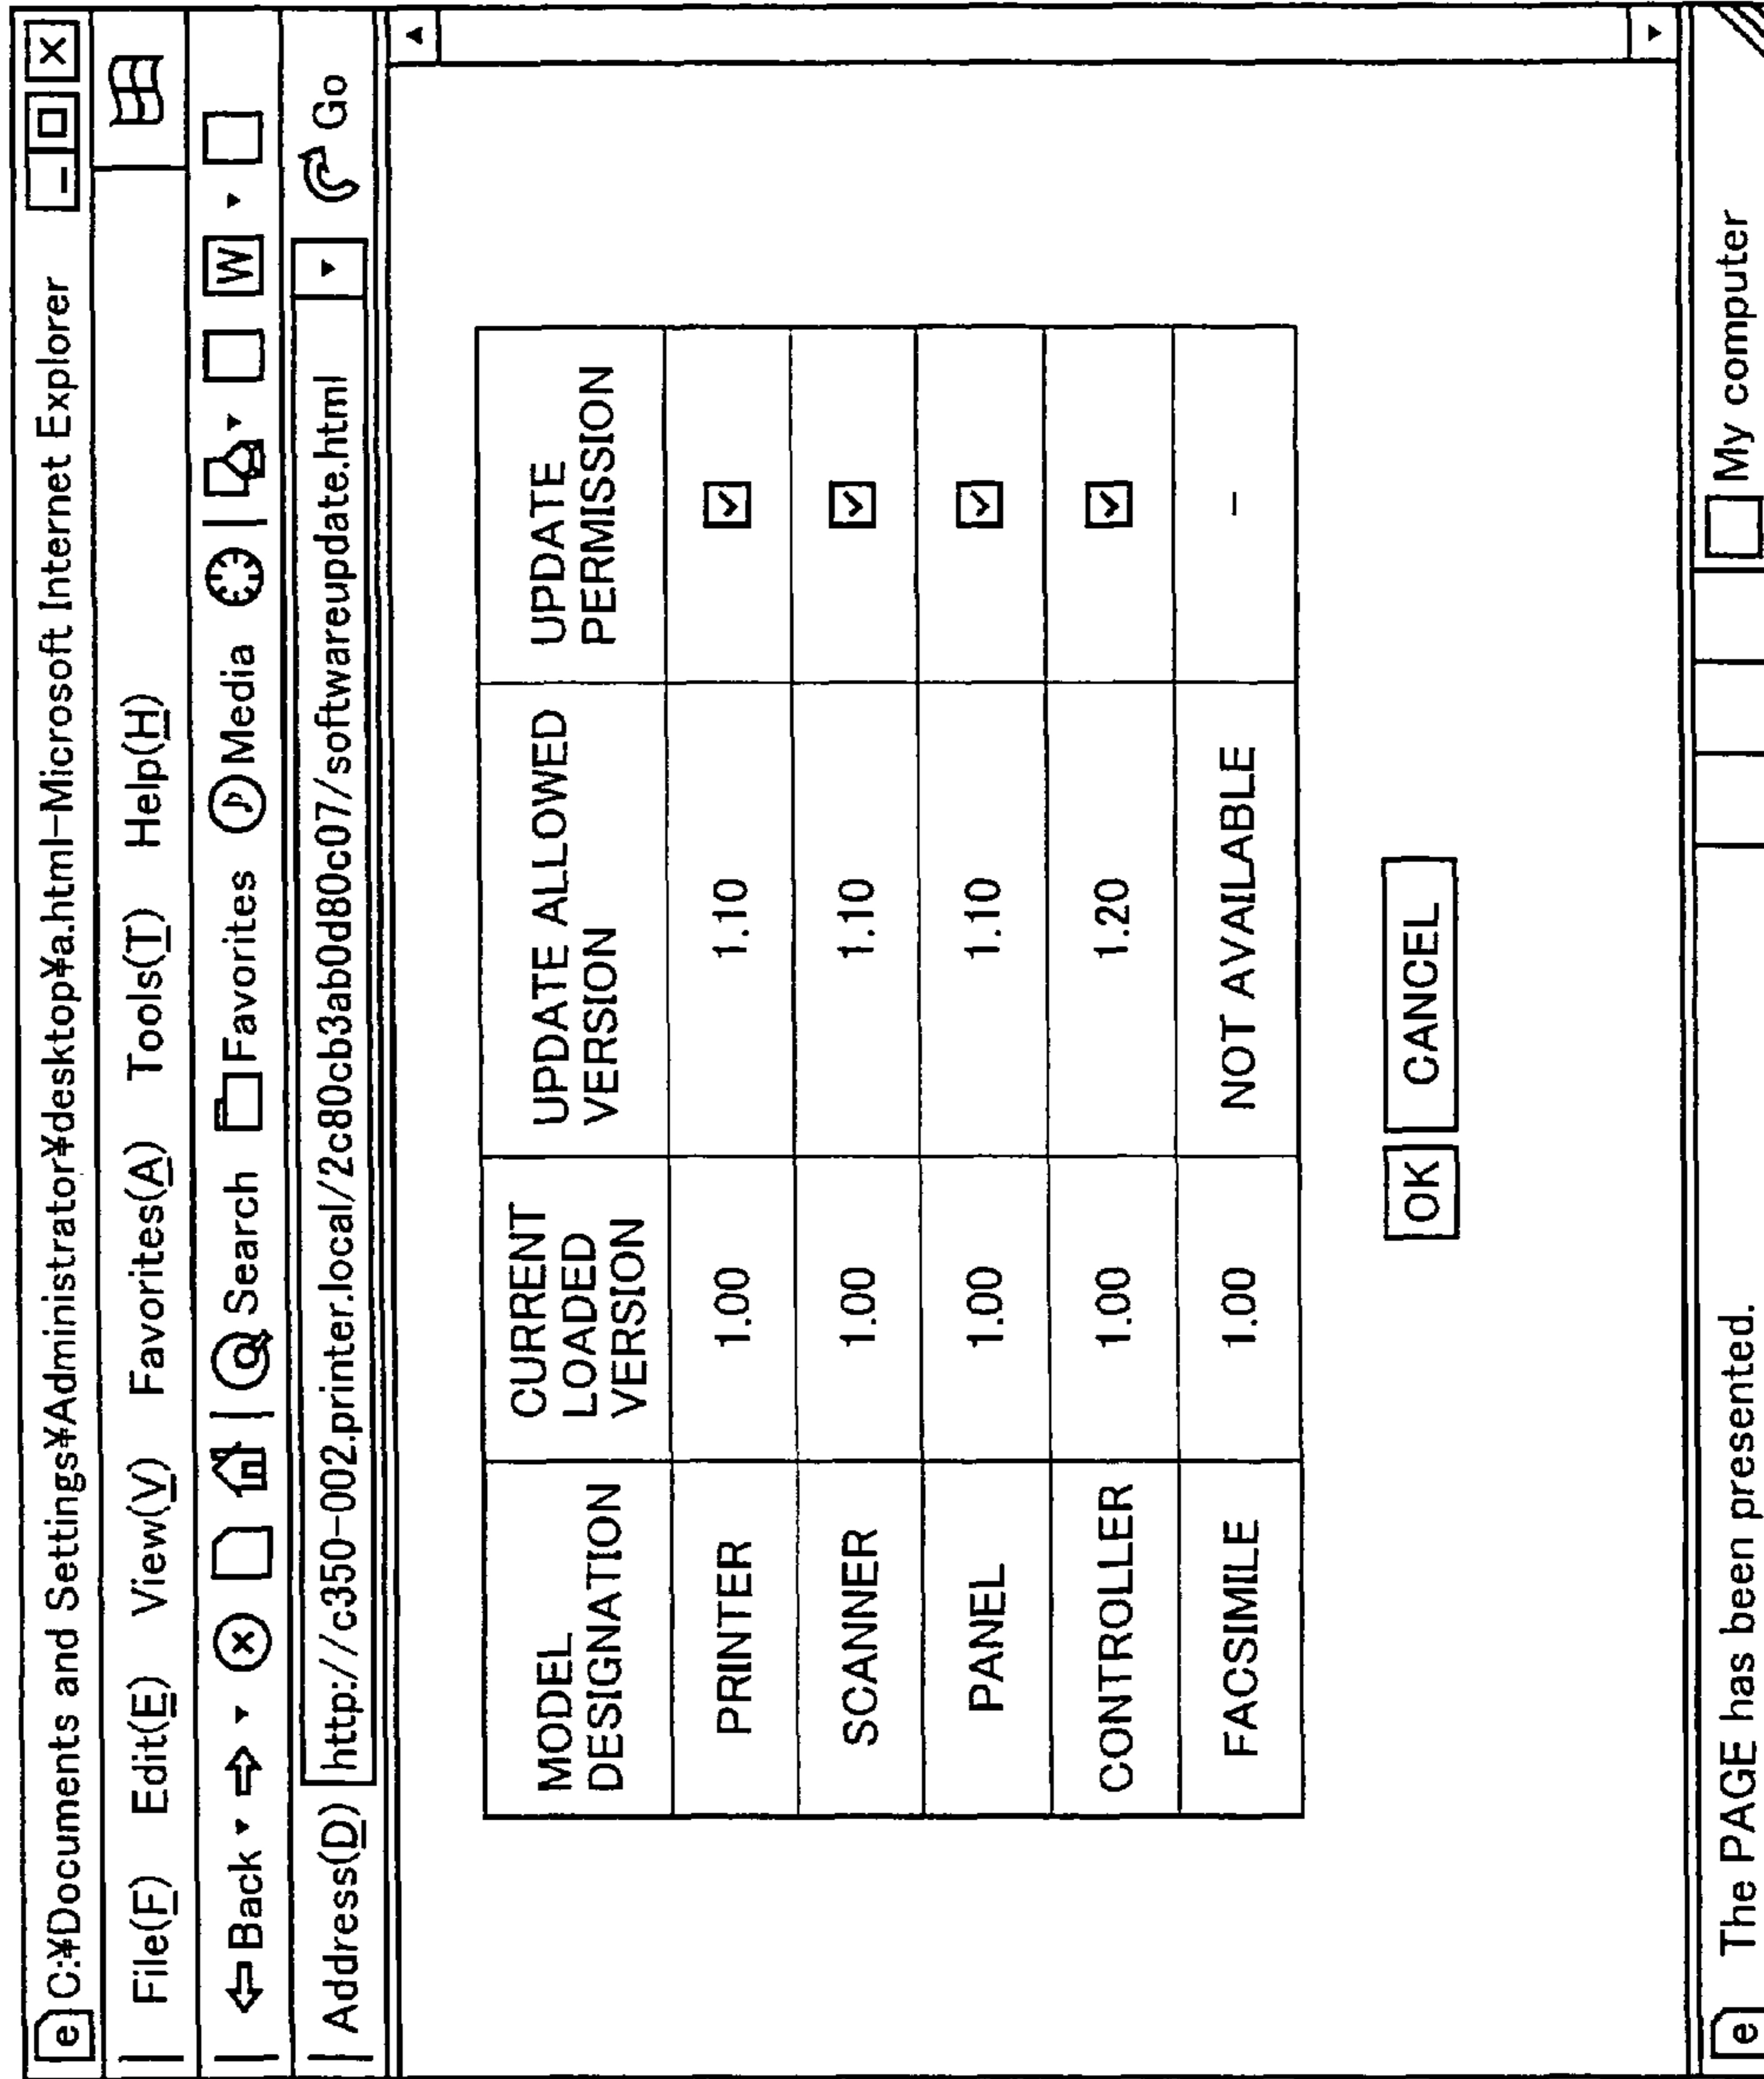 e C:¥Documents and Settings¥Administrator¥desktop¥a.html-Microsoft Internet Explorer
File(F) Edit(E) View(V) Favorites(A) Tools(T) Help(H)
Back Search Favorites Media W
Address(D) http://c350-002.printer.local/2c80cb3ab0d80c07/softwareupdate.html Go
MODEL DESIGNATION CURRENT LOADED VERSION UPDATE ALLOWED VERSION UPDATE PERMISSION
PRINTER 1.00 1.10
SCANNER 1.00 1.10
PANEL 1.00 1.10
CONTROLLER 1.00 1.20
FACSIMILE 1.00 NOT AVAILABLE –
OK CANCEL
e The PAGE has been presented. My computer